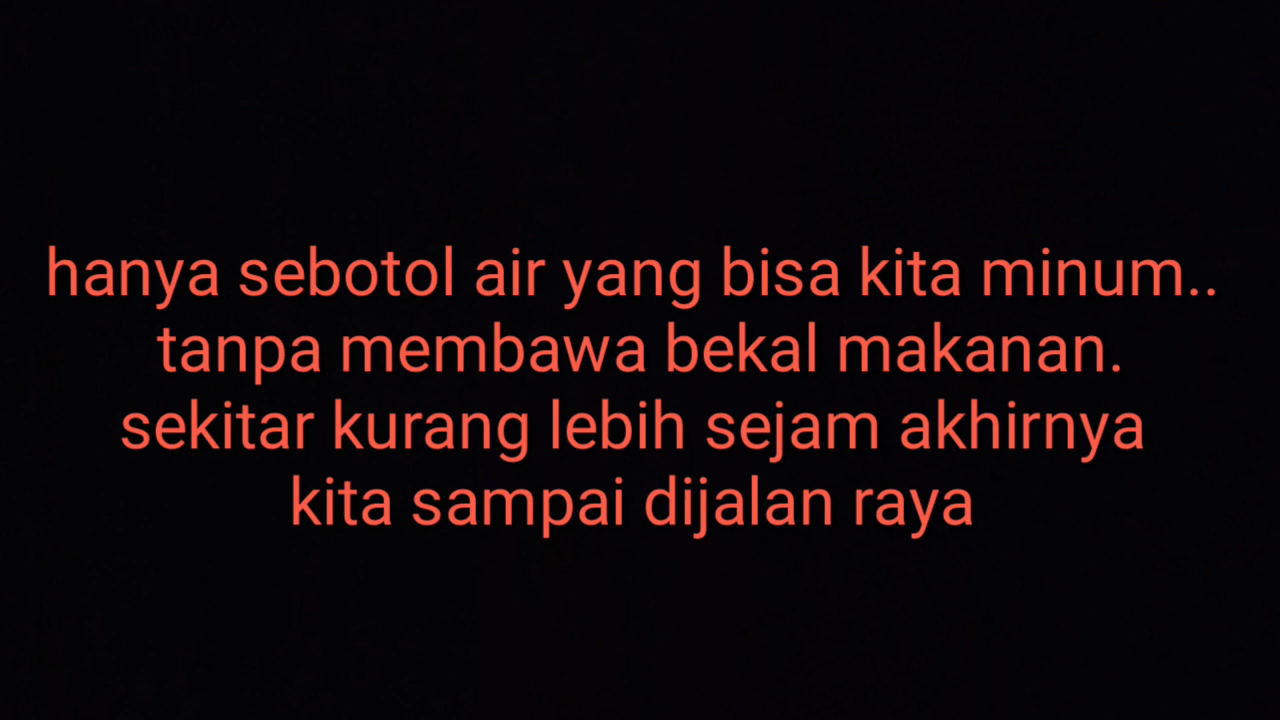 hanya sebotol air yang bisa kita minum..
tanpa membawa bekal makanan.
sekitar kurang lebih sejam akhirnya
kita sampai dijalan raya